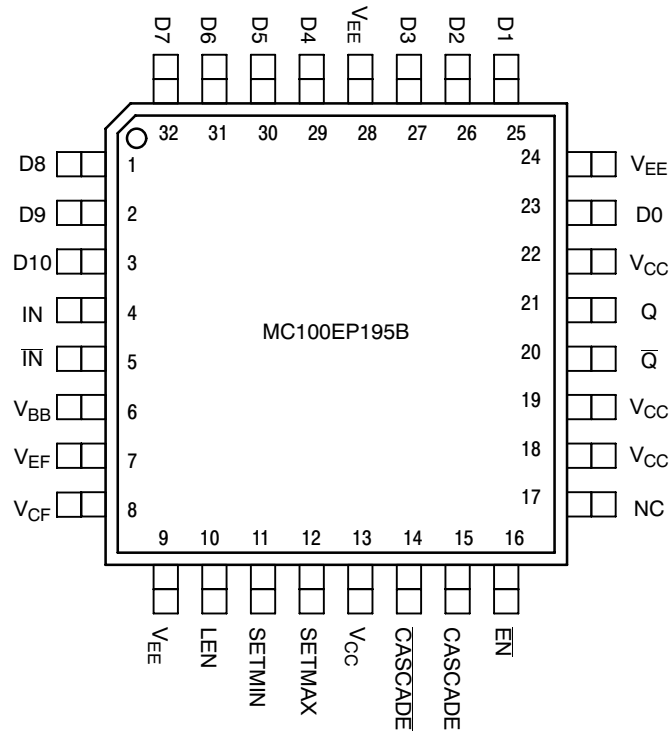 D7 D6 D5 D4 VEE D3 D2 D1
32 31 30 29 28 27 26 25
D8 1 24 VEE
D9 2 23 D0
D10 3 22 VCC
IN 4 21 Q
I̅N̅ 5 20 Q̅
VBB 6 19 VCC
VEF 7 18 VCC
VCF 8 17 NC
MC100EP195B
9 10 11 12 13 14 15 16
VEE LEN SETMIN SETMAX VCC C̅A̅S̅C̅A̅D̅E̅ CASCADE E̅N̅